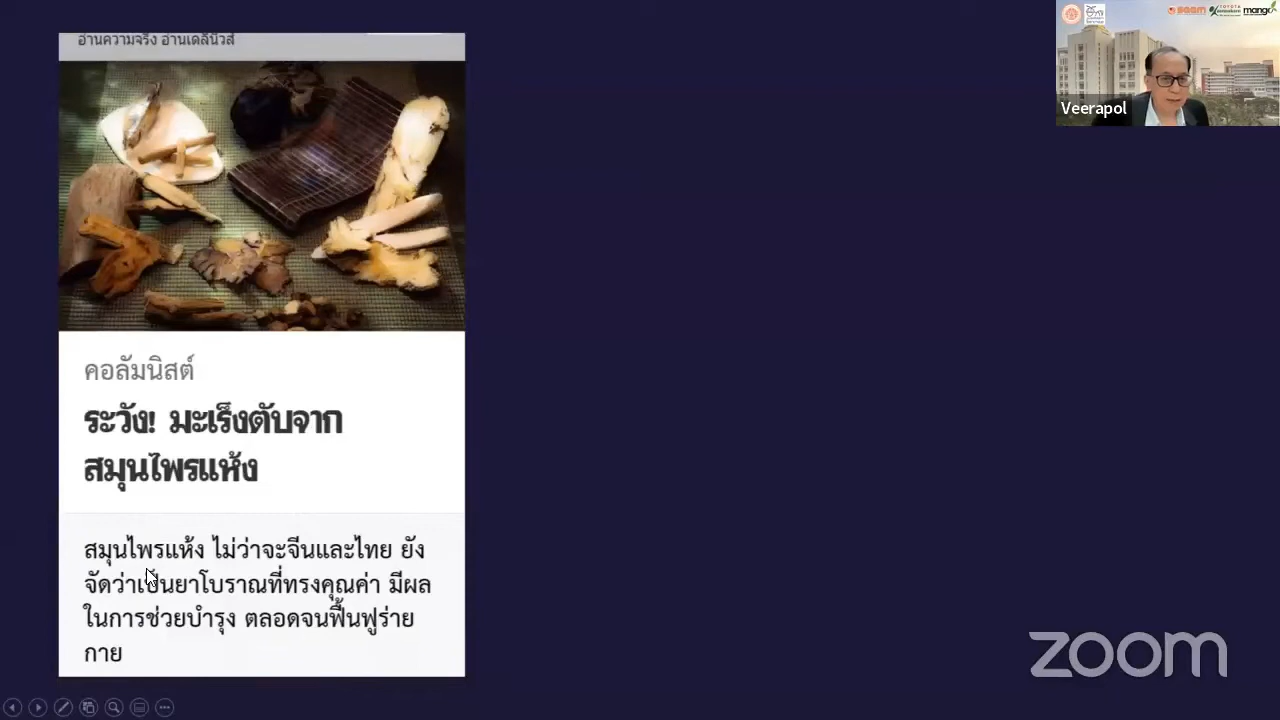 อ่านความจริง อ่านเดลินิวส์
คอลัมนิสต์
ระวัง! มะเร็งตับจาก
สมุนไพรแห้ง
สมุนไพรแห้ง ไม่ว่าจะจีนและไทย ยัง
จัดว่าเป็นยาโบราณที่ทรงคุณค่า มีผล
ในการช่วยบำรุง ตลอดจนฟื้นฟูร่าย
กาย
Veerapol
TOYOTA
mango
zoom